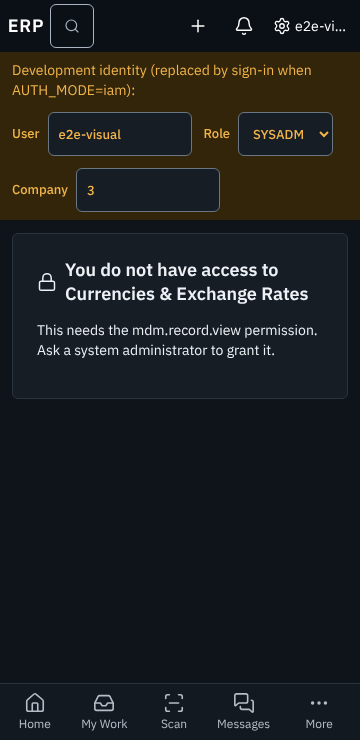 ERP
e2e-vi...
Development identity (replaced by sign-in when
AUTH_MODE=iam):
User e2e-visual Role SYSADM
Company 3
You do not have access to
Currencies & Exchange Rates
This needs the mdm.record.view permission.
Ask a system administrator to grant it.
Home My Work Scan Messages More